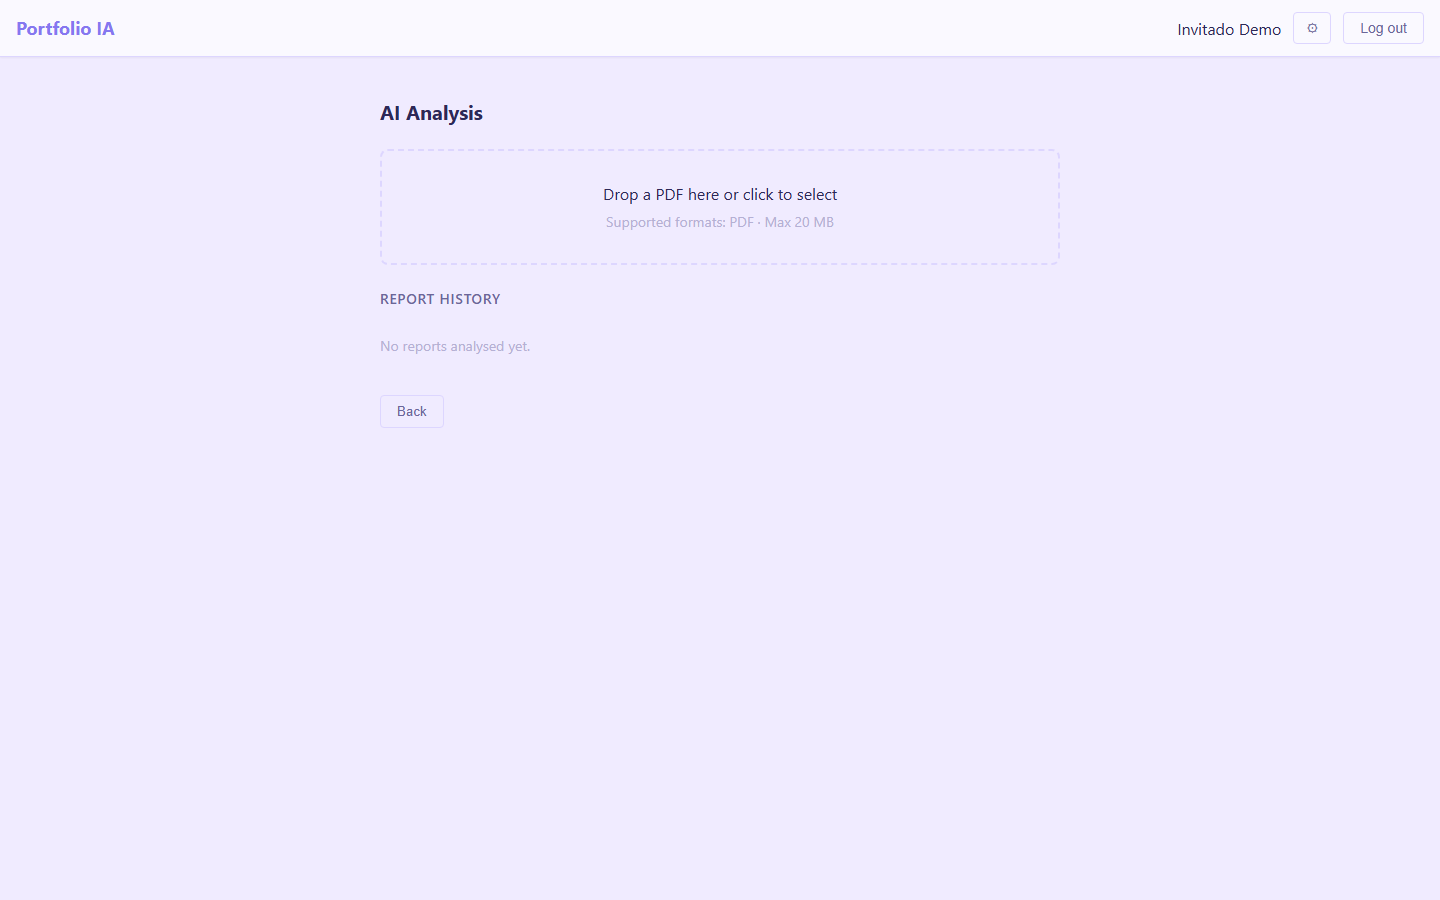 Portfolio IA
Invitado Demo
⚙
Log out
AI Analysis
Drop a PDF here or click to select
Supported formats: PDF · Max 20 MB
REPORT HISTORY
No reports analysed yet.
Back